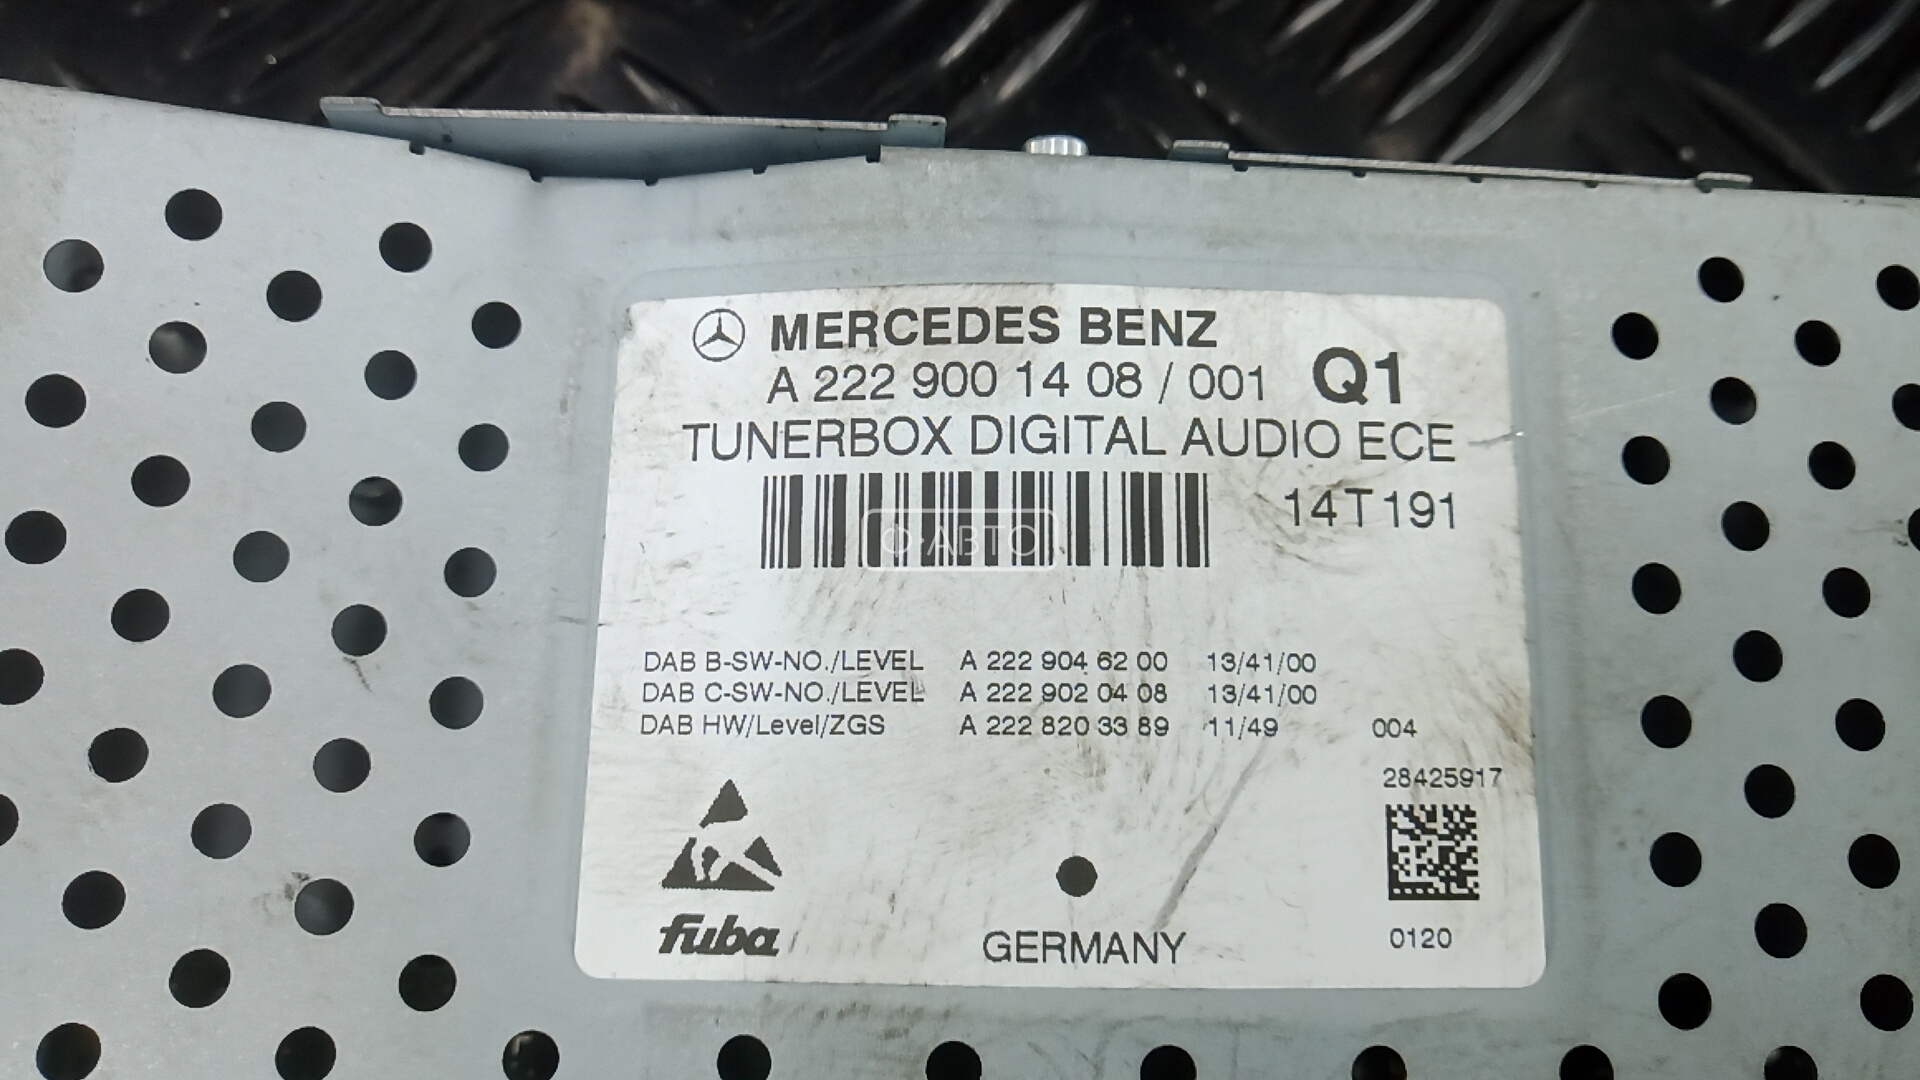 MERCEDES BENZ
A 222 900 14 08 / 001 Q1
TUNERBOX DIGITAL AUDIO ECE
14T191
АВТО
DAB B-SW-NO./LEVEL A 222 904 62 00 13/41/00
DAB C-SW-NO./LEVEL A 222 902 04 08 13/41/00
DAB HW/Level/ZGS A 222 820 33 89 11/49 004
28425917
fuba
GERMANY
0120